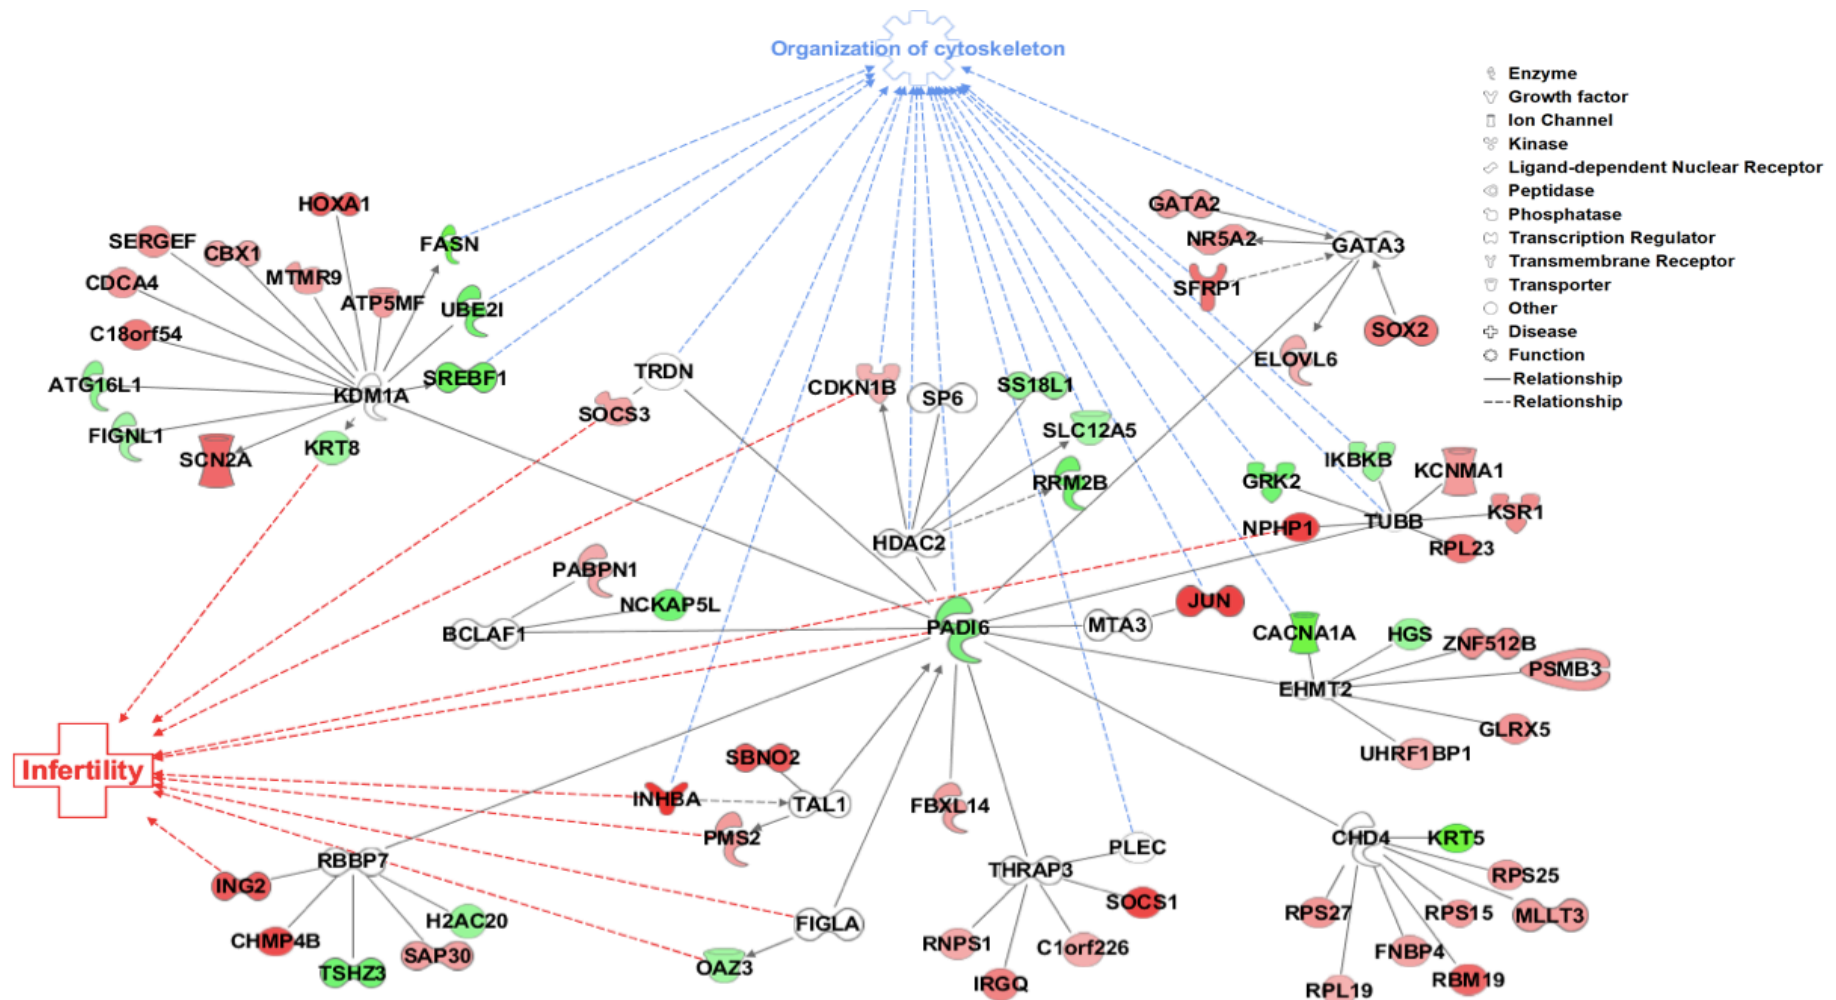 Organization of cytoskeleton
Enzyme
Growth factor
Ion Channel
Kinase
Ligand-dependent Nuclear Receptor
Peptidase
Phosphatase
Transcription Regulator
Transmembrane Receptor
Transporter
Other
Disease
Function
Relationship
Relationship
HOXA1
SERGEF
CBX1
FASN
MTMR9
CDCA4
ATP5MF
UBE2I
C18orf54
ATG16L1
KDM1A
SREBF1
FIGNL1
SCN2A
KRT8
TRDN
SOCS3
CDKN1B
SP6
SS18L1
SLC12A5
RRM2B
HDAC2
GATA2
NR5A2
GATA3
SFRP1
SOX2
ELOVL6
GRK2
IKBKB
KCNMA1
NPHP1
TUBB
KSR1
RPL23
PABPN1
NCKAP5L
BCLAF1
PADI6
MTA3
JUN
CACNA1A
HGS
ZNF512B
PSMB3
EHMT2
GLRX5
UHRF1BP1
Infertility
SBNO2
INHBA
TAL1
PMS2
FBXL14
PLEC
THRAP3
SOCS1
RNPS1
C1orf226
IRGQ
CHD4
KRT5
RPS25
RPS27
RPS15
MLLT3
FNBP4
RBM19
RPL19
RBBP7
ING2
H2AC20
CHMP4B
SAP30
TSHZ3
FIGLA
OAZ3